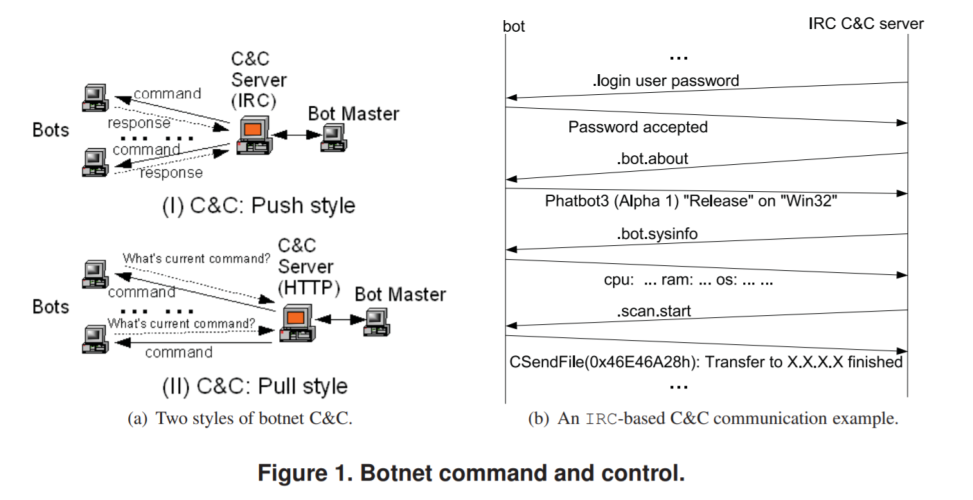 C&C
Server
(IRC)
command
Bots
response
... ...
command
response
Bot Master
(I) C&C: Push style
What's current command?
C&C
Server
(HTTP)
Bots
command
... ...
What's current command?
command
Bot Master
(II) C&C: Pull style
(a) Two styles of botnet C&C.
bot
IRC C&C server
...
.login user password
Password accepted
.bot.about
Phatbot3 (Alpha 1) "Release" on "Win32"
.bot.sysinfo
cpu: ... ram: ... os: ... ...
.scan.start
CSendFile(0x46E46A28h): Transfer to X.X.X.X finished
...
(b) An IRC-based C&C communication example.
Figure 1. Botnet command and control.